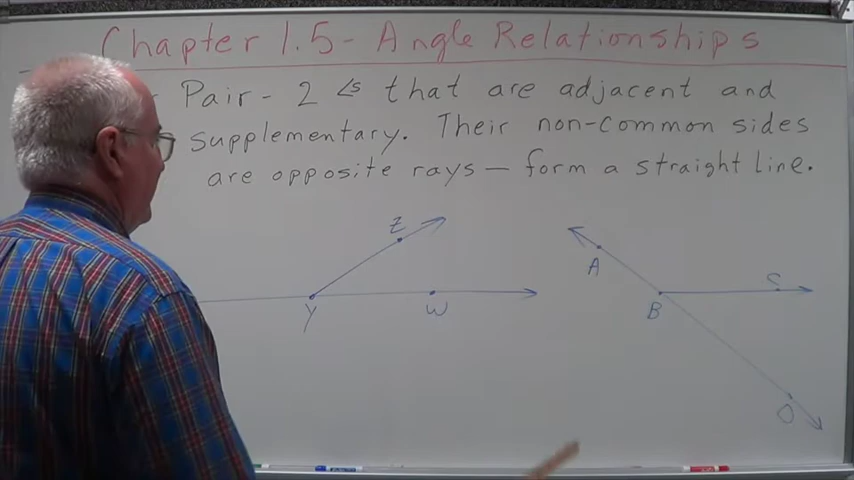 Chapter 1.5 - Angle Relationships
Pair - 2 ∠s that are adjacent and
supplementary. Their non-common sides
are opposite rays — form a straight line.
Z
A
C
Y
W
B